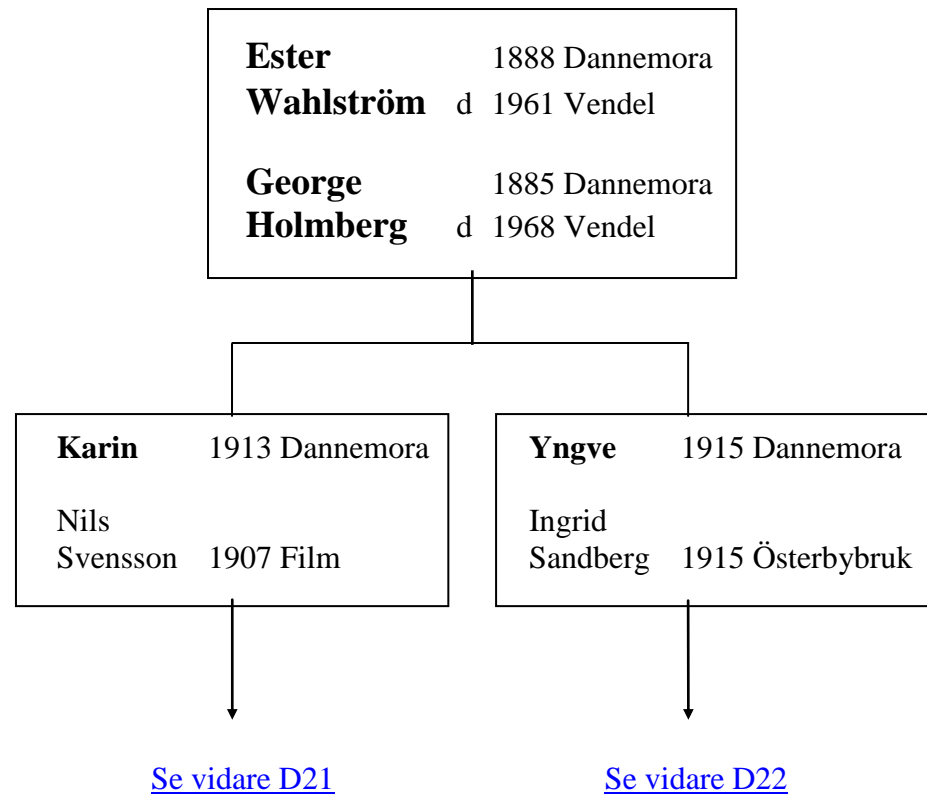 Ester 1888 Dannemora
Wahlström d 1961 Vendel
George 1885 Dannemora
Holmberg d 1968 Vendel
Karin 1913 Dannemora
Nils
Svensson 1907 Film
Yngve 1915 Dannemora
Ingrid
Sandberg 1915 Österbybruk
Se vidare D21
Se vidare D22